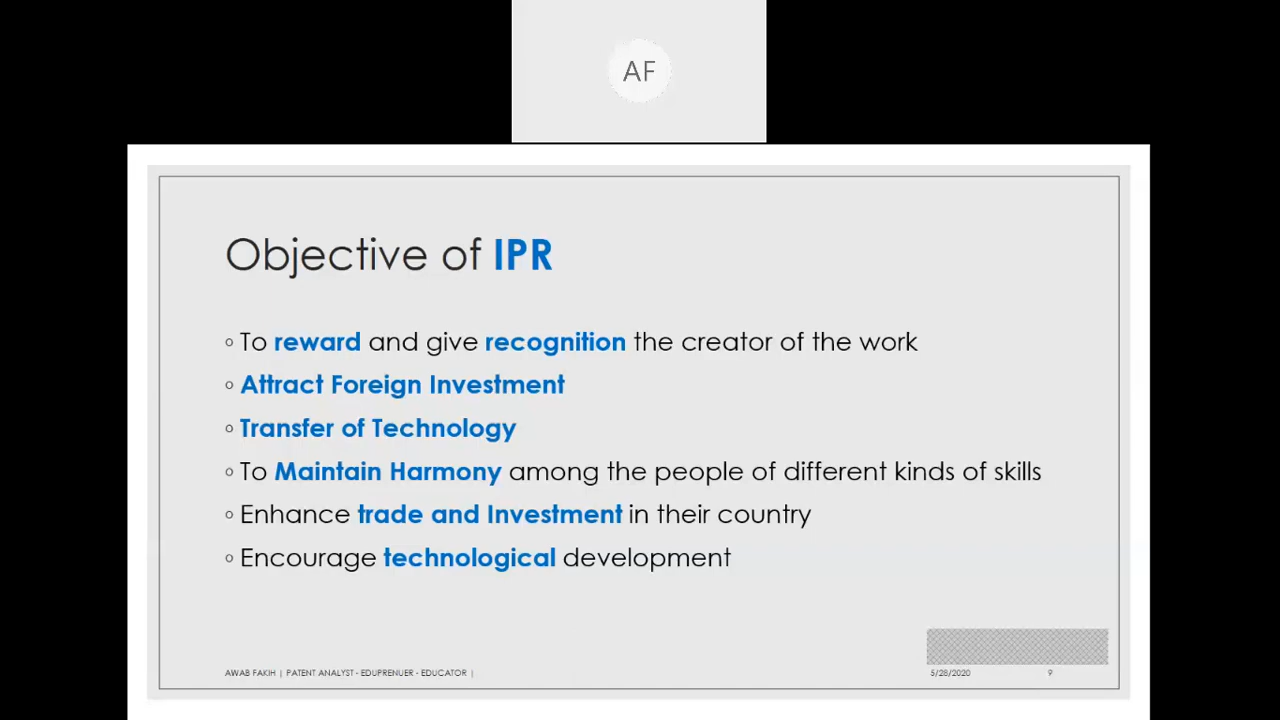 AF
Objective of IPR
◦ To reward and give recognition the creator of the work
◦ Attract Foreign Investment
◦ Transfer of Technology
◦ To Maintain Harmony among the people of different kinds of skills
◦ Enhance trade and Investment in their country
◦ Encourage technological development
AWAB FAKIH | PATENT ANALYST - EDUPRENUER - EDUCATOR | 5/28/2020 9